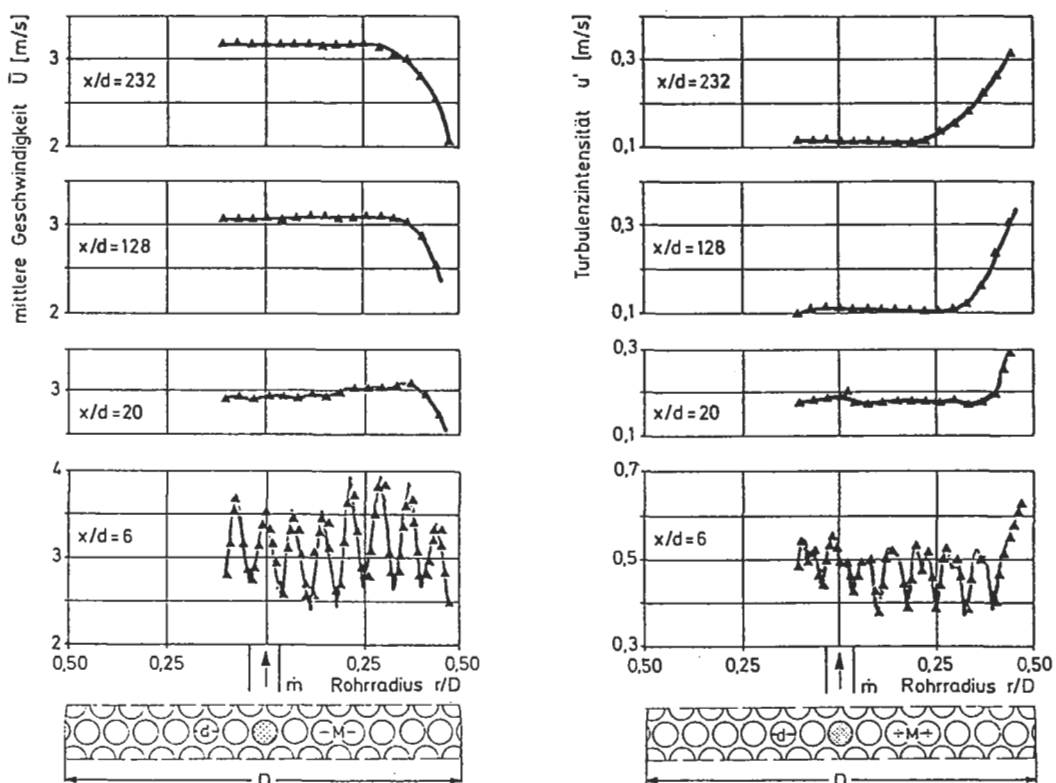 mittlere Geschwindigkeit Ū [m/s]
3
x/d=232
2
3
x/d=128
2
3
x/d=20
4
x/d=6
3
2
0,50
0,25
0
0,25
0,50
ṁ
Rohrradius r/D
d
M
D
Turbulenzintensität u' [m/s]
0,3
x/d=232
0,1
0,3
x/d=128
0,1
0,3
x/d=20
0,1
0,7
x/d=6
0,5
0,3
0,50
0,25
0
0,25
0,50
ṁ
Rohrradius r/D
d
M
D